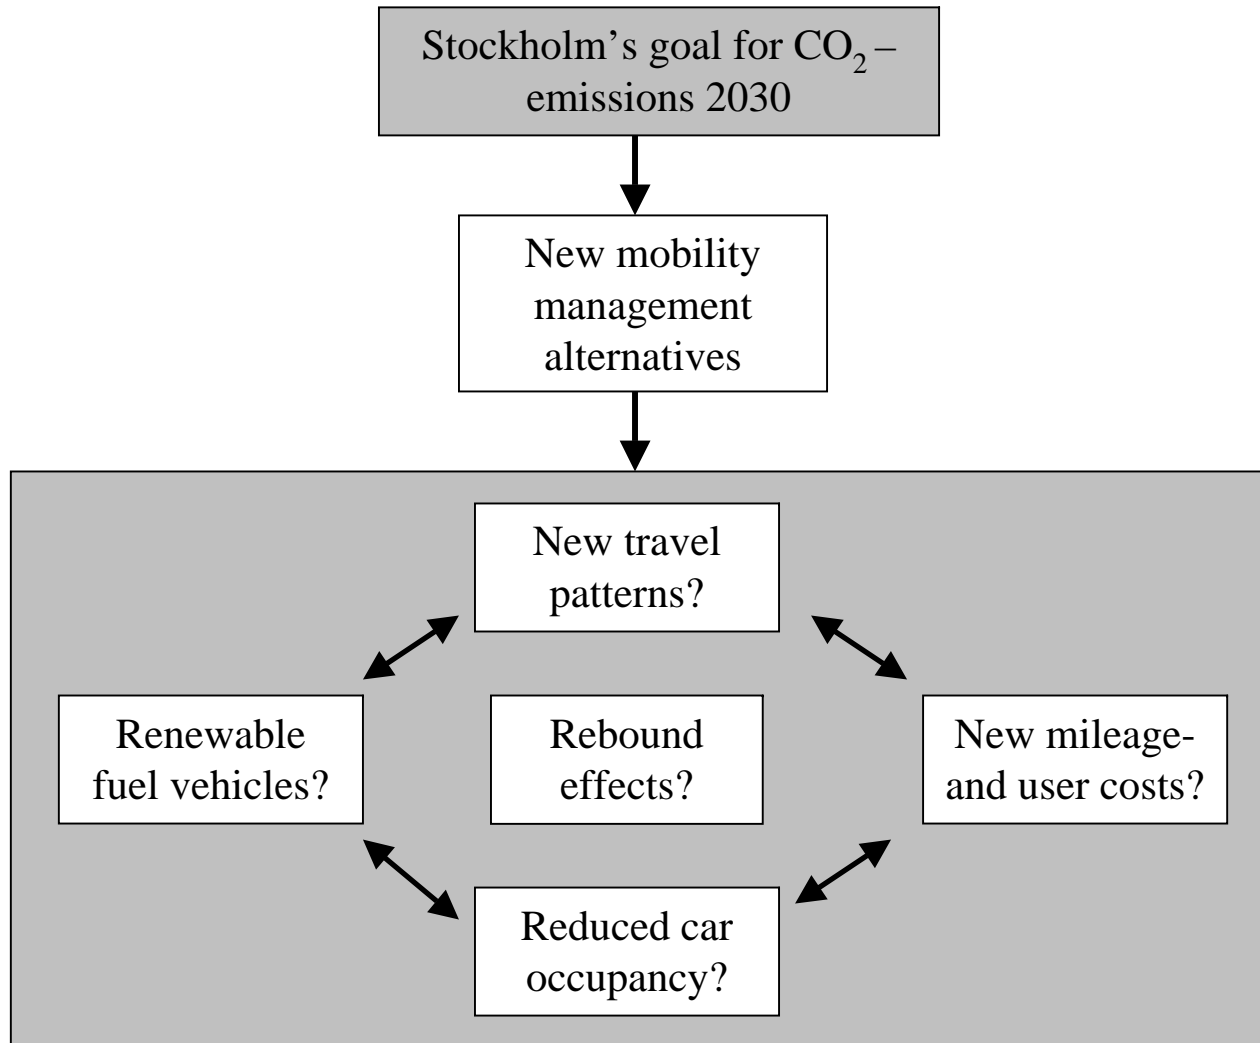 Stockholm’s goal for CO₂ –
emissions 2030
New mobility
management
alternatives
New travel
patterns?
Renewable
fuel vehicles?
Rebound
effects?
New mileage-
and user costs?
Reduced car
occupancy?